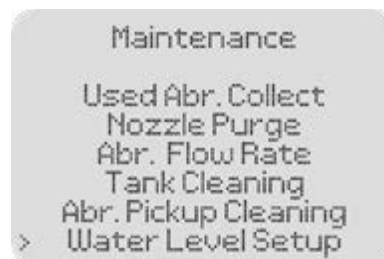 Maintenance
Used Abr. Collect
Nozzle Purge
Abr. Flow Rate
Tank Cleaning
Abr. Pickup Cleaning
> Water Level Setup